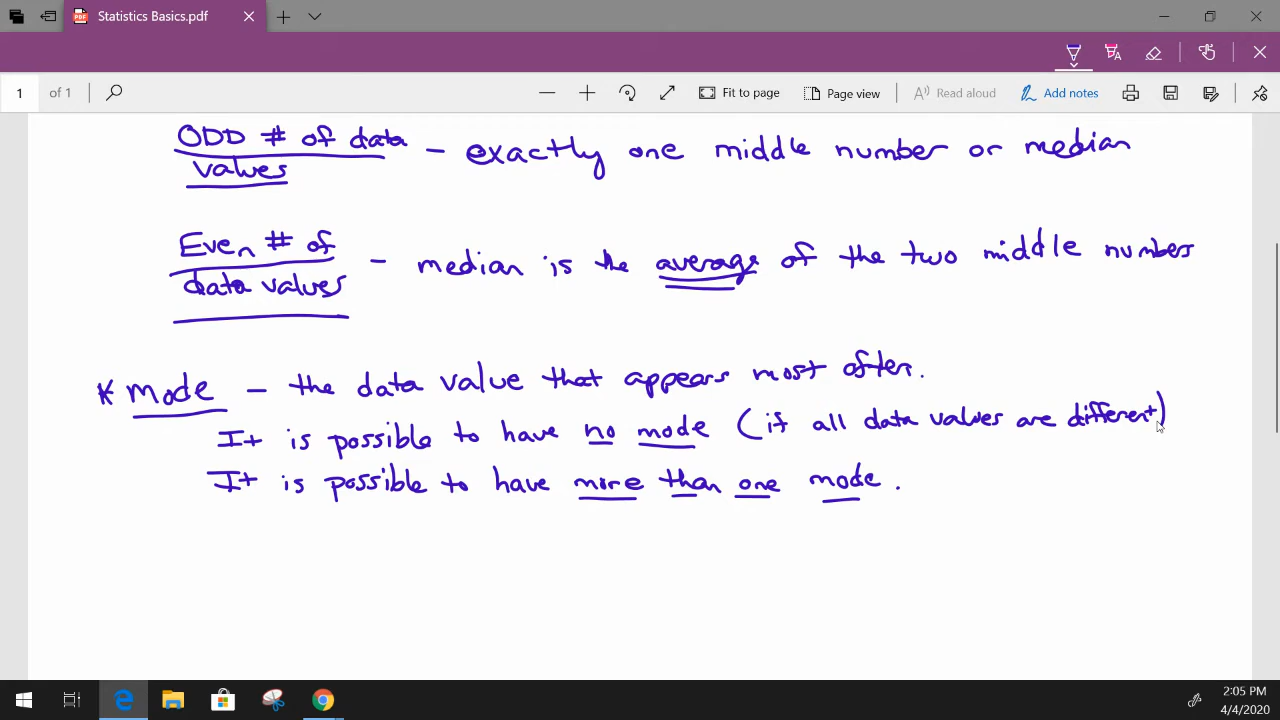 Statistics Basics.pdf
1 of 1
Fit to page
Page view
Read aloud
Add notes
ODD # of data values – exactly one middle number or median
Even # of data values – median is the average of the two middle numbers
* Mode – the data value that appears most often.
It is possible to have no mode (if all data values are different)
It is possible to have more than one mode.
2:05 PM
4/4/2020